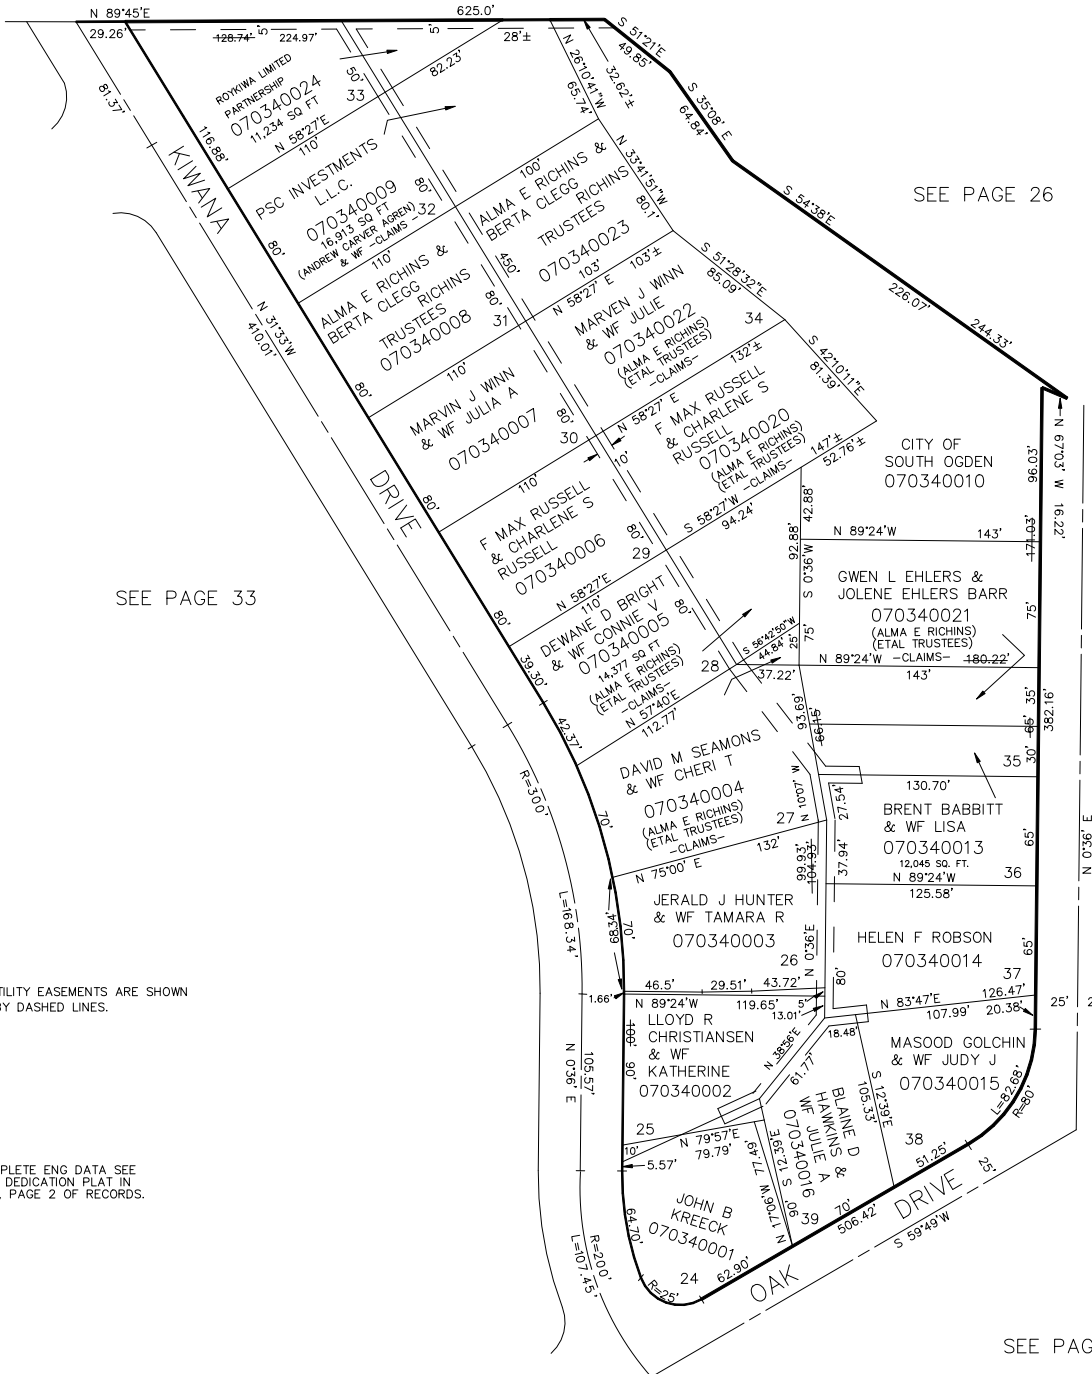 N 89°45'E
625.0'
29.26'
128.74'
5'
224.97'
5'
28'±
S 51°21'E
49.85'
32.62'±
N 26°10'41"W
65.74'
S 35°08' E
64.84'
SEE PAGE 26
81.37'
116.88'
ROYKIWA LIMITED
PARTNERSHIP
070340024
11,234 SQ FT
N 58°27'E
110'
50'
33
82.23'
KIWANA
PSC INVESTMENTS
L.L.C.
070340009
16,913 SQ FT
(ANDREW CARVER AGREN)
& WF -CLAIMS-
32
80'
80'
110'
100'
N 33°41'51"W
80.1'
S 54°38'E
226.07'
244.33'
ALMA E RICHINS &
BERTA CLEGG RICHINS
TRUSTEES
070340023
103'
N 58°27' E
103'±
450'
ALMA E RICHINS &
BERTA CLEGG RICHINS
TRUSTEES
070340008
31
80'
80'
110'
N 31°33'W
410.01'
S 51°28'32"E
85.09'
MARVEN J WINN
& WF JULIE
070340022
(ALMA E RICHINS)
(ETAL TRUSTEES)
-CLAIMS-
34
N 58°27' E
132'±
S 42°10'11"E
81.39'
MARVIN J WINN
& WF JULIA A
070340007
30
80'
80'
110'
10'
F MAX RUSSELL
& CHARLENE S
RUSSELL
070340020
(ALMA E RICHINS)
(ETAL TRUSTEES)
-CLAIMS-
147'±
52.76'±
S 58°27'W
94.24'
DRIVE
F MAX RUSSELL
& CHARLENE S
RUSSELL
070340006
29
80'
80'
N 58°27'E
110'
CITY OF
SOUTH OGDEN
070340010
96.03'
N 67°03' W 16.22'
171.03'
42.88'
92.88'
N 89°24'W
143'
S 0°36'W
SEE PAGE 33
GWEN L EHLERS &
JOLENE EHLERS BARR
070340021
(ALMA E RICHINS)
(ETAL TRUSTEES)
N 89°24'W -CLAIMS- 180.22'
143'
75'
75'
25'
DEWANE D BRIGHT
& WF CONNIE V
070340005
14,377 SQ FT
(ALMA E RICHINS)
(ETAL TRUSTEES)
-CLAIMS-
28
80'
N 57°40'E
112.77'
39.30'
42.37'
S 56°42'50"W
44.84'
37.22'
93.69'
66.15'
35'
65'
30'
382.16'
35
DAVID M SEAMONS
& WF CHERI T
070340004
(ALMA E RICHINS)
(ETAL TRUSTEES)
-CLAIMS-
27
N 10°07' W
N 75°00' E
132'
70'
R=300'
L=168.34'
130.70'
27.54'
37.94'
BRENT BABBITT
& WF LISA
070340013
12,045 SQ. FT.
N 89°24'W
125.58'
36
65'
N 0°36' E
99.93'
104.93'
JERALD J HUNTER
& WF TAMARA R
070340003
26
N 0°36'E
80'
68.34'
70'
HELEN F ROBSON
070340014
37
65'
126.47'
N 83°47'E
107.99'
20.38'
25'
TILITY EASEMENTS ARE SHOWN
BY DASHED LINES.
1.66'
46.5'
29.51'
43.72'
N 89°24'W
119.65'
5'
13.01'
LLOYD R
CHRISTIANSEN
& WF
KATHERINE
070340002
25
100'
90'
10'
N 0°36' E
105.57'
N 38°56'E
61.77'
18.48'
N 79°57'E
79.79'
5.57'
MASOOD GOLCHIN
& WF JUDY J
070340015
38
S 12°39'E
105.33'
L=82.68'
R=80'
51.25'
25'
BLAINE D
HAWKINS &
WF JULIE A
070340016
39
S 12°39'E
90'
N 17°06'W
77.49'
70'
506.42'
DRIVE
S 59°49'W
PLETE ENG DATA SEE
DEDICATION PLAT IN
PAGE 2 OF RECORDS.
JOHN B
KREECK
070340001
24
64.70'
R=200'
L=107.45'
R=25'
62.90'
OAK
SEE PAG